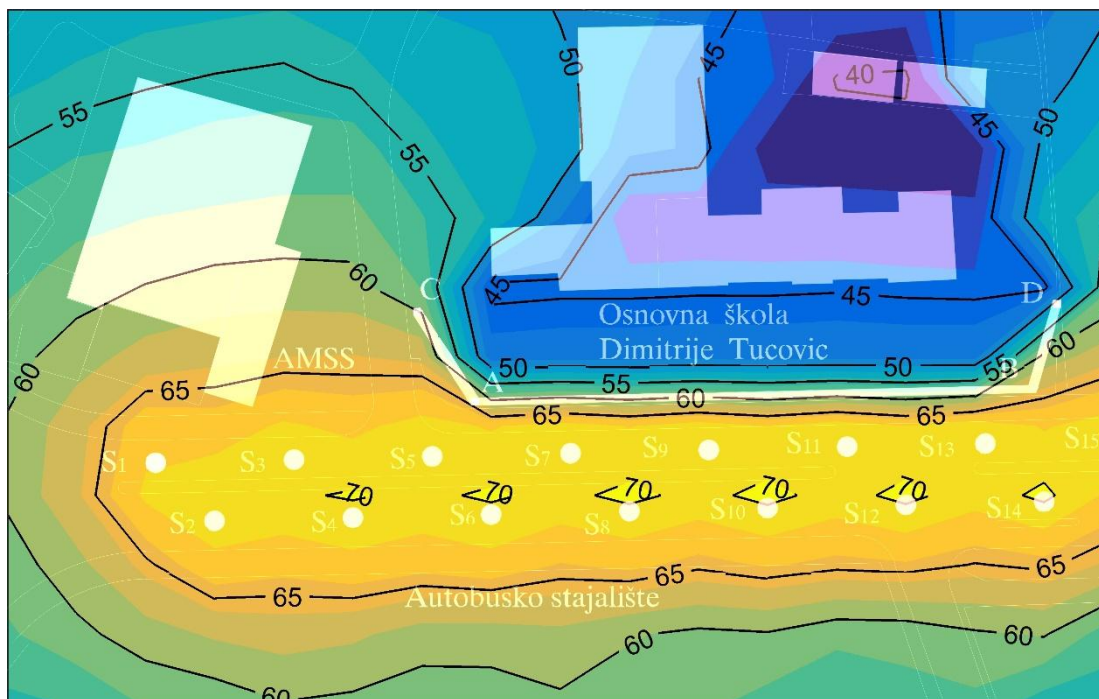 50
45
40
55
55
45
50
60
C
45
45
D
Osnovna škola
Dimitrije Tucovic
60
AMSS
65
A
50
55
60
50
55
B
60
65
65
S1
S3
S5
S7
S9
S11
S13
S15
70
70
70
70
70
S2
S4
S6
S8
S10
S12
S14
65
Autobusko stajalište
65
65
60
60
60